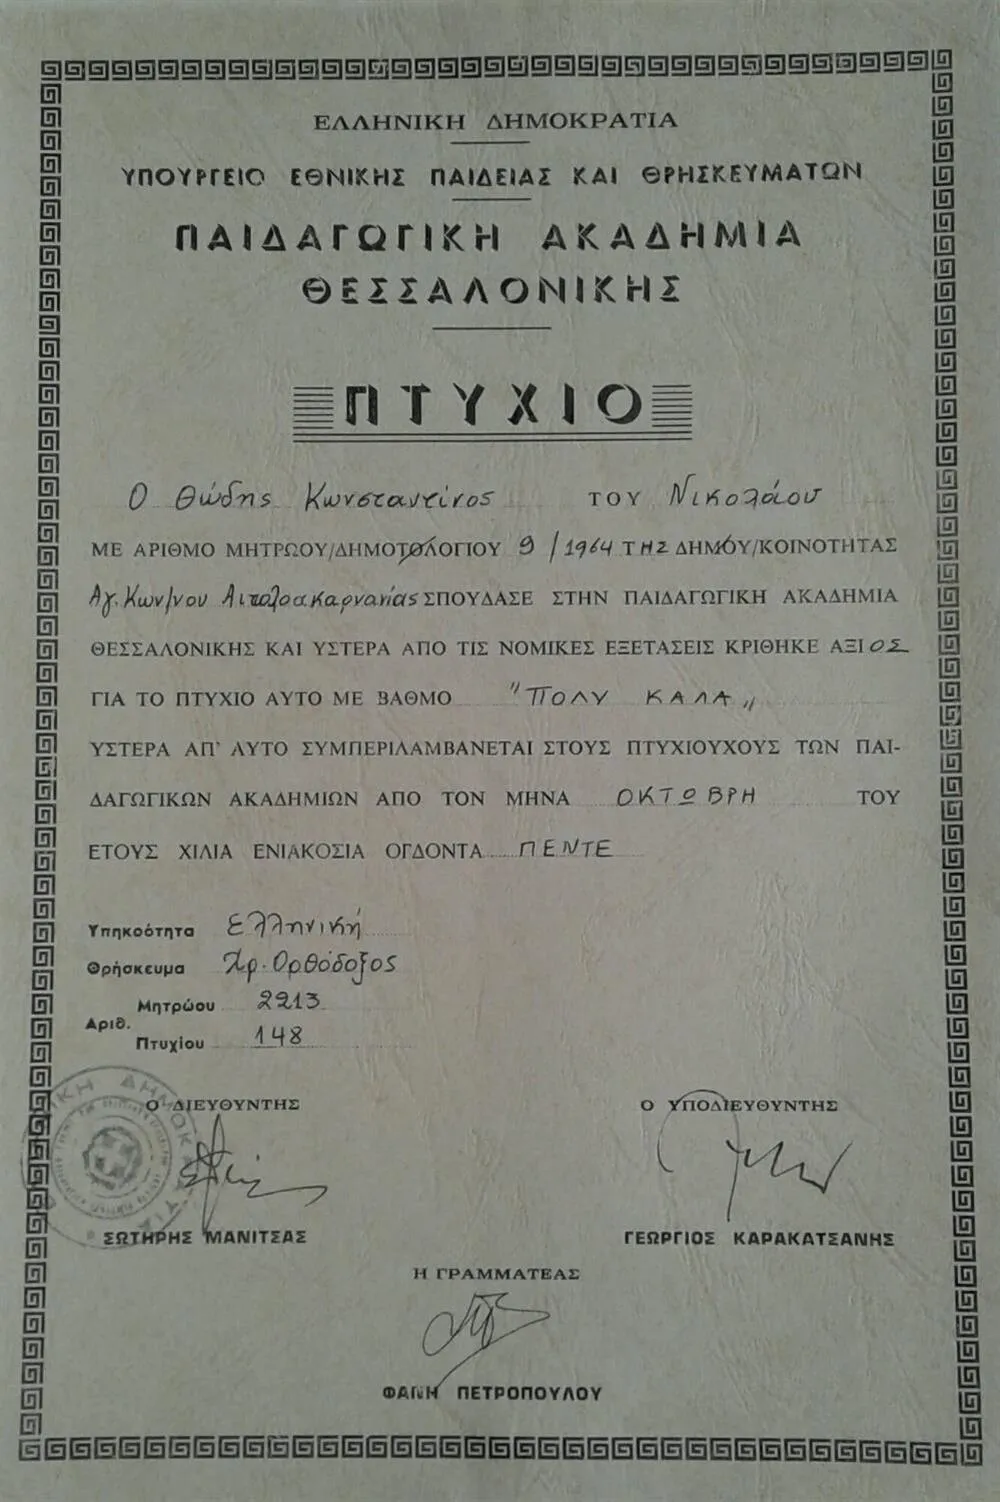 ΕΛΛΗΝΙΚΗ ΔΗΜΟΚΡΑΤΙΑ
ΥΠΟΥΡΓΕΙΟ ΕΘΝΙΚΗΣ ΠΑΙΔΕΙΑΣ ΚΑΙ ΘΡΗΣΚΕΥΜΑΤΩΝ
ΠΑΙΔΑΓΩΓΙΚΗ ΑΚΑΔΗΜΙΑ
ΘΕΣΣΑΛΟΝΙΚΗΣ
ΠΤΥΧΙΟ
Ο Θώδης Κωνσταντίνος ΤΟΥ Νικολάου
ΜΕ ΑΡΙΘΜΟ ΜΗΤΡΩΟΥ/ΔΗΜΟΤΟΛΟΓΙΟΥ 9/1964 ΤΗΣ ΔΗΜΟΥ/ΚΟΙΝΟΤΗΤΑΣ
Αγ. Κων/νου Αιτωλοακαρνανίας ΣΠΟΥΔΑΣΕ ΣΤΗΝ ΠΑΙΔΑΓΩΓΙΚΗ ΑΚΑΔΗΜΙΑ
ΘΕΣΣΑΛΟΝΙΚΗΣ ΚΑΙ ΥΣΤΕΡΑ ΑΠΟ ΤΙΣ ΝΟΜΙΚΕΣ ΕΞΕΤΑΣΕΙΣ ΚΡΙΘΗΚΕ ΑΞΙΟΣ
ΓΙΑ ΤΟ ΠΤΥΧΙΟ ΑΥΤΟ ΜΕ ΒΑΘΜΟ "ΠΟΛΥ ΚΑΛΑ"
ΥΣΤΕΡΑ ΑΠ' ΑΥΤΟ ΣΥΜΠΕΡΙΛΑΜΒΑΝΕΤΑΙ ΣΤΟΥΣ ΠΤΥΧΙΟΥΧΟΥΣ ΤΩΝ ΠΑΙ-
ΔΑΓΩΓΙΚΩΝ ΑΚΑΔΗΜΙΩΝ ΑΠΟ ΤΟΝ ΜΗΝΑ ΟΚΤΩΒΡΗ ΤΟΥ
ΕΤΟΥΣ ΧΙΛΙΑ ΕΝΙΑΚΟΣΙΑ ΟΓΔΟΝΤΑ ΠΕΝΤΕ
Υπηκοότητα Ελληνική
Θρήσκευμα Χρ. Ορθόδοξος
Μητρώου 2213
Αριθ.
Πτυχίου 148
Ο ΔΙΕΥΘΥΝΤΗΣ Ο ΥΠΟΔΙΕΥΘΥΝΤΗΣ
ΣΩΤΗΡΗΣ ΜΑΝΙΤΣΑΣ ΓΕΩΡΓΙΟΣ ΚΑΡΑΚΑΤΣΑΝΗΣ
Η ΓΡΑΜΜΑΤΕΑΣ
ΦΑΝΗ ΠΕΤΡΟΠΟΥΛΟΥ